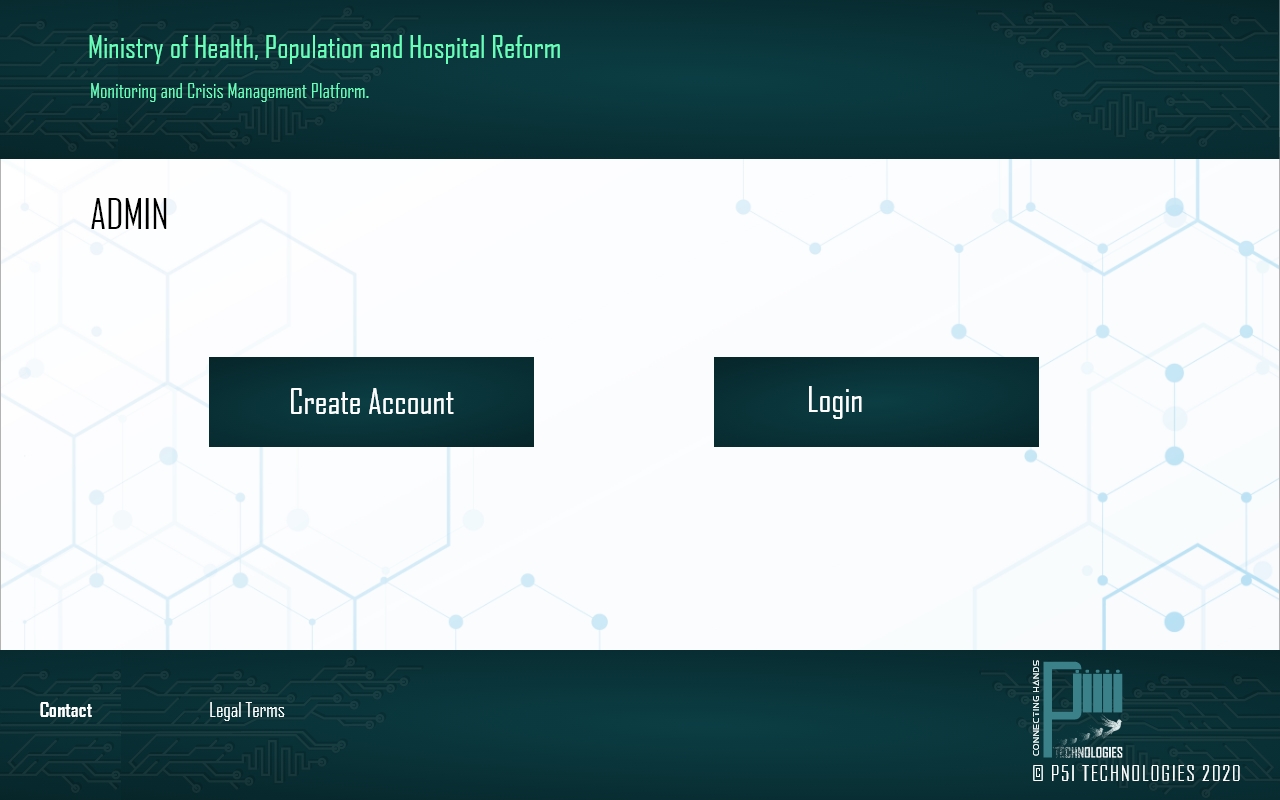 Ministry of Health, Population and Hospital Reform
Monitoring and Crisis Management Platform.
ADMIN
Create Account
Login
Contact
Legal Terms
CONNECTING HANDS
TECHNOLOGIES
© P5I TECHNOLOGIES 2020